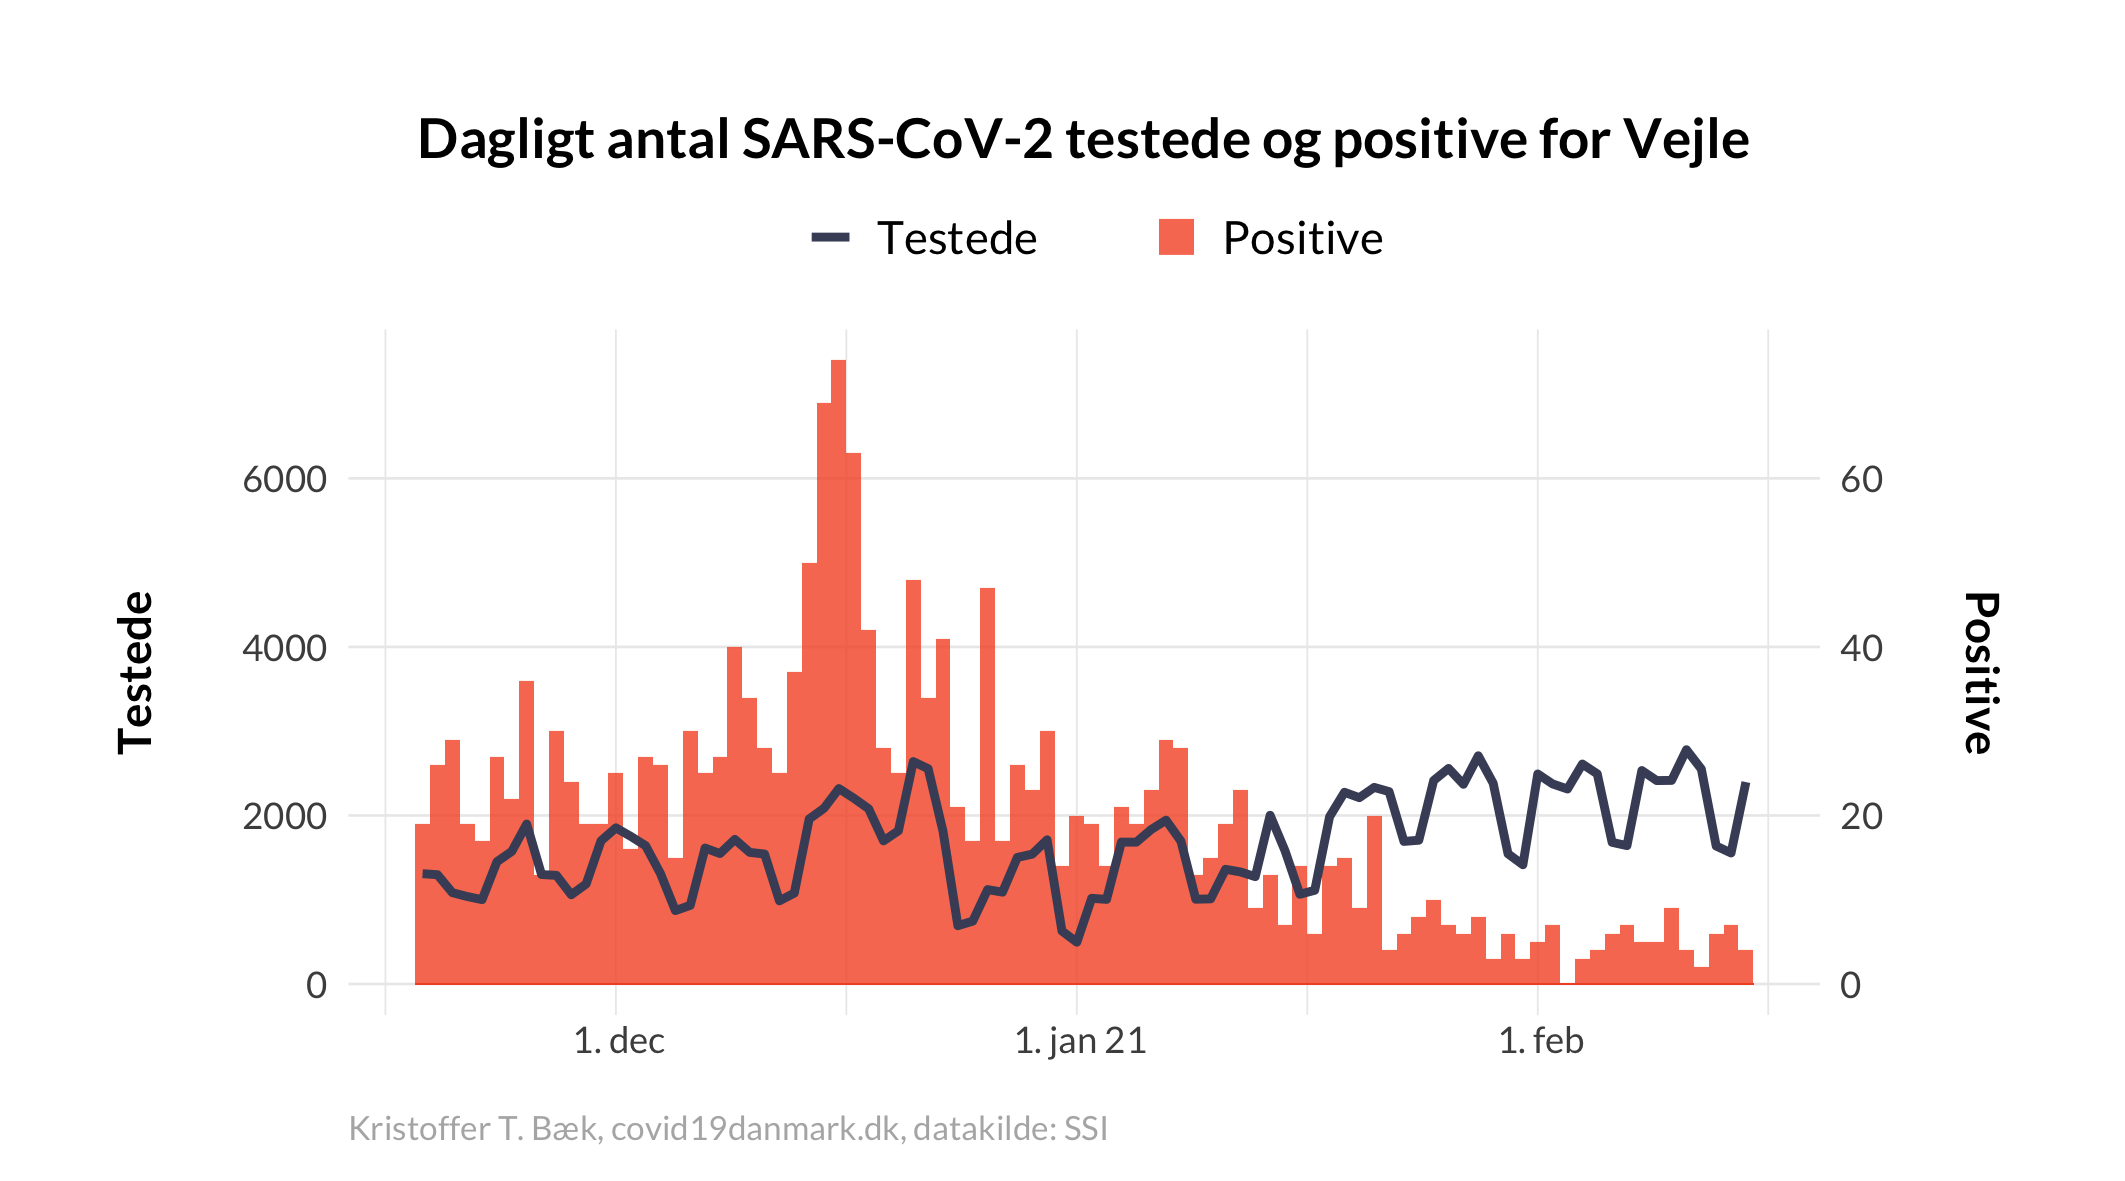 Dagligt antal SARS-CoV-2 testede og positive for Vejle
Testede
Positive
Testede
6000
4000
2000
0
60
40
20
0
Positive
1. dec
1. jan 21
1. feb
Kristoffer T. Bæk, covid19danmark.dk, datakilde: SSI